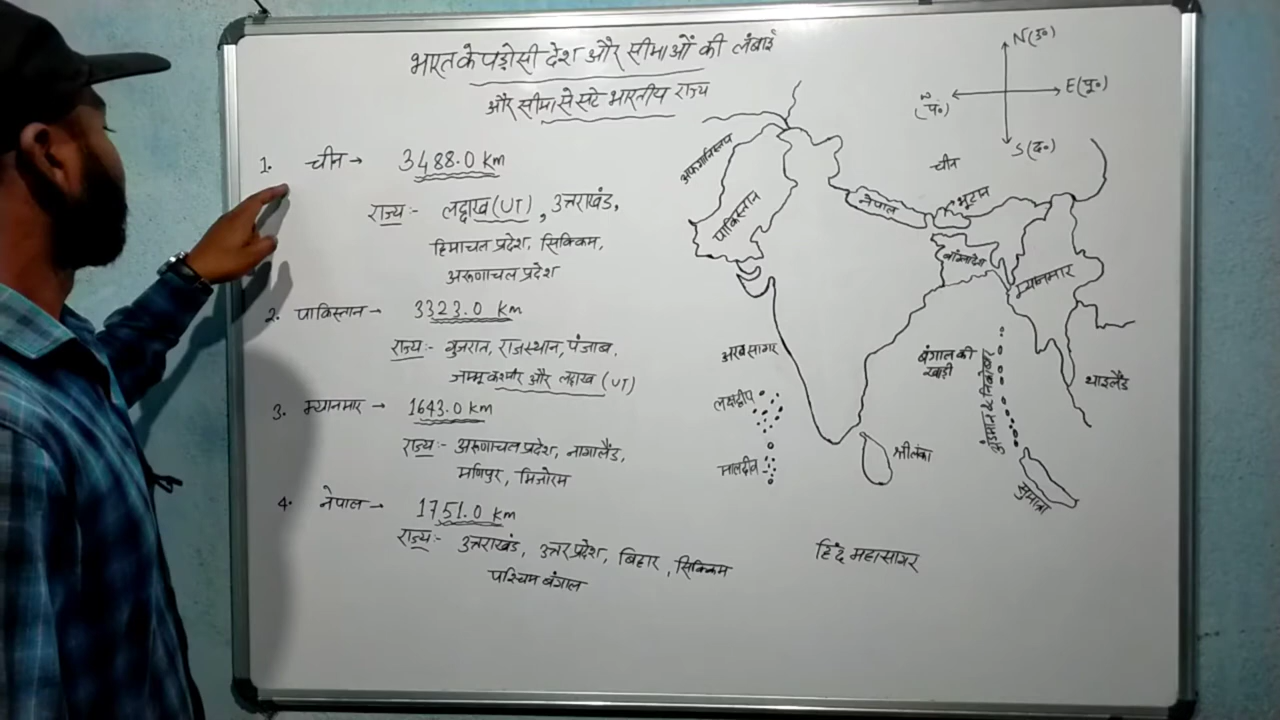 भारत के पड़ोसी देश और सीमाओं की लंबाई
और सीमा से सटे भारतीय राज्य
1. चीन → 3488.0 km
राज्य :- लद्दाख (UT), उत्तराखंड,
हिमाचल प्रदेश, सिक्किम,
अरूणाचल प्रदेश
2. पाकिस्तान → 3323.0 km
राज्य :- गुजरात, राजस्थान, पंजाब,
जम्मू कश्मीर और लद्दाख (UT)
3. म्यानमार → 1643.0 km
राज्य :- अरूणाचल प्रदेश, नागालैंड,
मणिपुर, मिजोरम
4. नेपाल → 1751.0 km
राज्य :- उत्तराखंड, उत्तर प्रदेश, बिहार, सिक्किम
पश्चिम बंगाल
N (उ०)
E (पू०)
S (द०)
(प०)
अफगानिस्तान
पाकिस्तान
चीन
नेपाल
भूटान
बांग्लादेश
म्यानमार
थाइलैंड
अरब सागर
बंगाल की
खाड़ी
अंडमान व निकोबार
लक्षद्वीप
मालदीव
श्रीलंका
सुमात्रा
हिंद महासागर